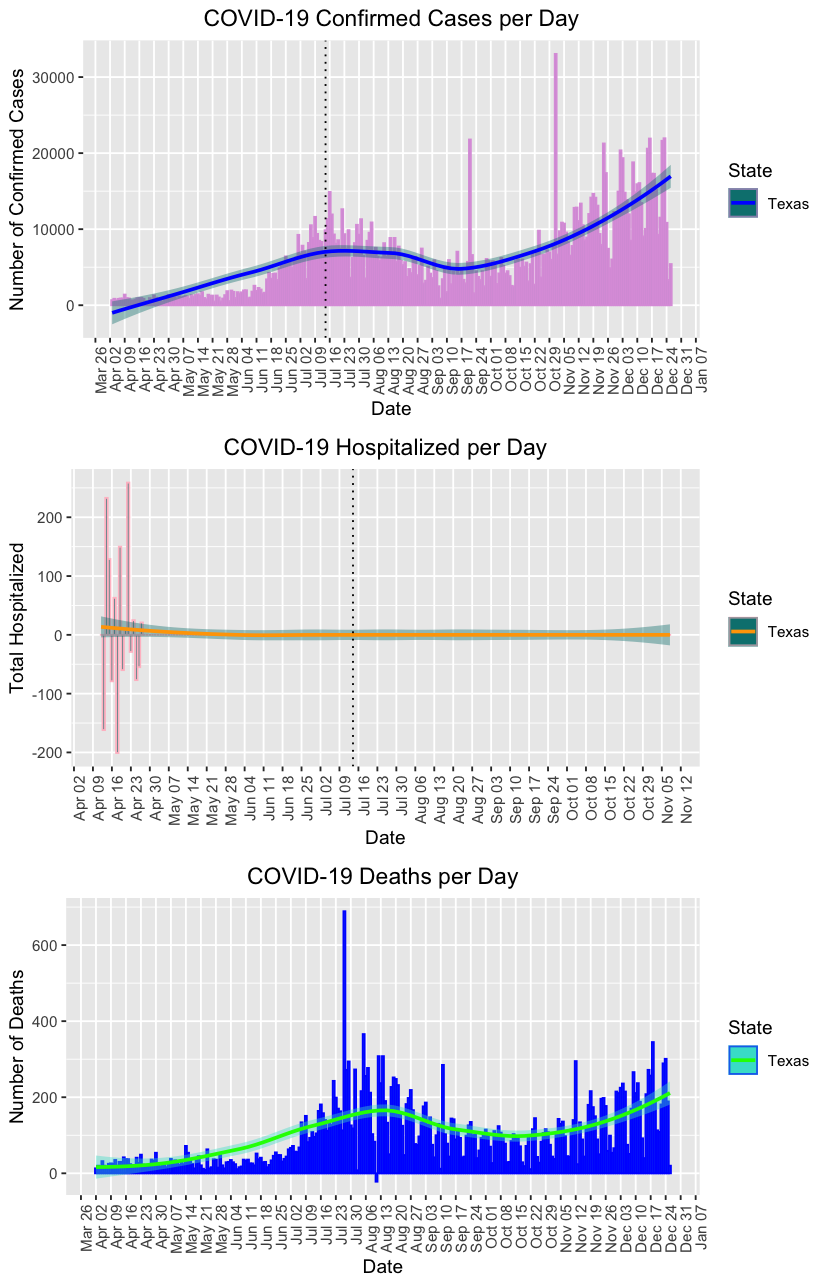 COVID-19 Confirmed Cases per Day
Number of Confirmed Cases
30000
20000
10000
0
Mar 26
Apr 02
Apr 09
Apr 16
Apr 23
Apr 30
May 07
May 14
May 21
May 28
Jun 04
Jun 11
Jun 18
Jun 25
Jul 02
Jul 09
Jul 16
Jul 23
Jul 30
Aug 06
Aug 13
Aug 20
Aug 27
Sep 03
Sep 10
Sep 17
Sep 24
Oct 01
Oct 08
Oct 15
Oct 22
Oct 29
Nov 05
Nov 12
Nov 19
Nov 26
Dec 03
Dec 10
Dec 17
Dec 24
Dec 31
Jan 07
Date
State
Texas
COVID-19 Hospitalized per Day
Total Hospitalized
200
100
0
-100
-200
Apr 02
Apr 09
Apr 16
Apr 23
Apr 30
May 07
May 14
May 21
May 28
Jun 04
Jun 11
Jun 18
Jun 25
Jul 02
Jul 09
Jul 16
Jul 23
Jul 30
Aug 06
Aug 13
Aug 20
Aug 27
Sep 03
Sep 10
Sep 17
Sep 24
Oct 01
Oct 08
Oct 15
Oct 22
Oct 29
Nov 05
Nov 12
Date
State
Texas
COVID-19 Deaths per Day
Number of Deaths
600
400
200
0
Mar 26
Apr 02
Apr 09
Apr 16
Apr 23
Apr 30
May 07
May 14
May 21
May 28
Jun 04
Jun 11
Jun 18
Jun 25
Jul 02
Jul 09
Jul 16
Jul 23
Jul 30
Aug 06
Aug 13
Aug 20
Aug 27
Sep 03
Sep 10
Sep 17
Sep 24
Oct 01
Oct 08
Oct 15
Oct 22
Oct 29
Nov 05
Nov 12
Nov 19
Nov 26
Dec 03
Dec 10
Dec 17
Dec 24
Dec 31
Jan 07
Date
State
Texas